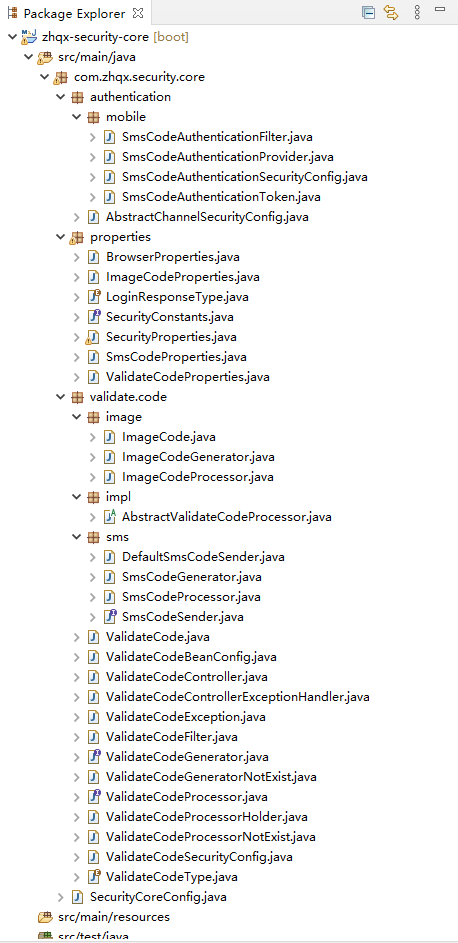 Package Explorer
zhqx-security-core [boot]
src/main/java
com.zhqx.security.core
authentication
mobile
SmsCodeAuthenticationFilter.java
SmsCodeAuthenticationProvider.java
SmsCodeAuthenticationSecurityConfig.java
SmsCodeAuthenticationToken.java
AbstractChannelSecurityConfig.java
properties
BrowserProperties.java
ImageCodeProperties.java
LoginResponseType.java
SecurityConstants.java
SecurityProperties.java
SmsCodeProperties.java
ValidateCodeProperties.java
validate.code
image
ImageCode.java
ImageCodeGenerator.java
ImageCodeProcessor.java
impl
AbstractValidateCodeProcessor.java
sms
DefaultSmsCodeSender.java
SmsCodeGenerator.java
SmsCodeProcessor.java
SmsCodeSender.java
ValidateCode.java
ValidateCodeBeanConfig.java
ValidateCodeController.java
ValidateCodeControllerExceptionHandler.java
ValidateCodeException.java
ValidateCodeFilter.java
ValidateCodeGenerator.java
ValidateCodeGeneratorNotExist.java
ValidateCodeProcessor.java
ValidateCodeProcessorHolder.java
ValidateCodeProcessorNotExist.java
ValidateCodeSecurityConfig.java
ValidateCodeType.java
SecurityCoreConfig.java
src/main/resources
src/test/java